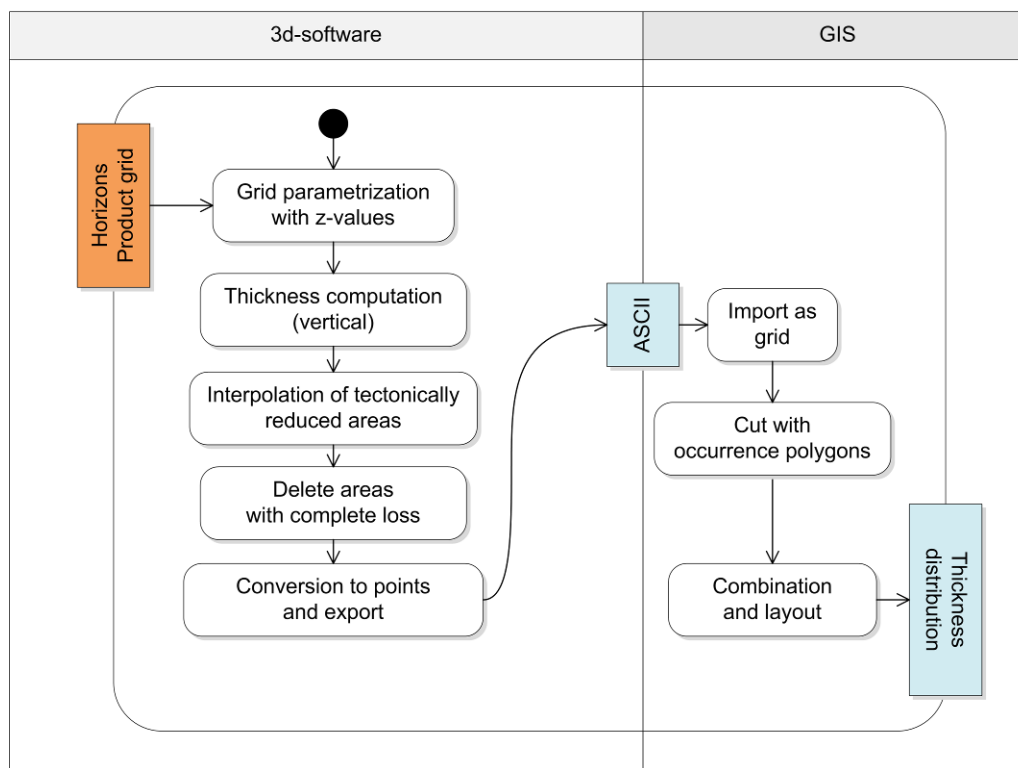 3d-software
GIS
Horizons
Product grid
Grid parametrization
with z-values
Thickness computation
(vertical)
Interpolation of tectonically
reduced areas
Delete areas
with complete loss
Conversion to points
and export
ASCII
Import as
grid
Cut with
occurrence polygons
Combination
and layout
Thickness
distribution